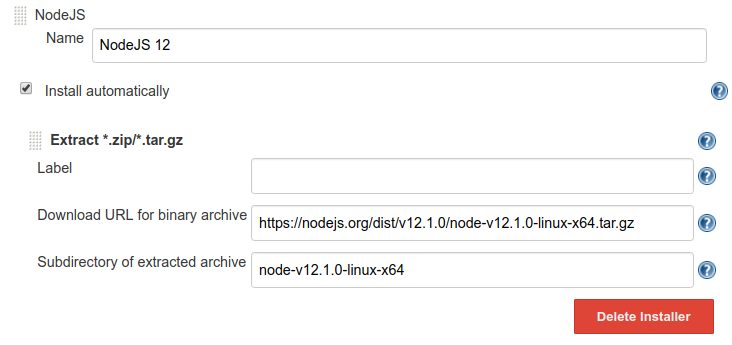 NodeJS
Name NodeJS 12
Install automatically
Extract *.zip/*.tar.gz
Label
Download URL for binary archive https://nodejs.org/dist/v12.1.0/node-v12.1.0-linux-x64.tar.gz
Subdirectory of extracted archive node-v12.1.0-linux-x64
Delete Installer